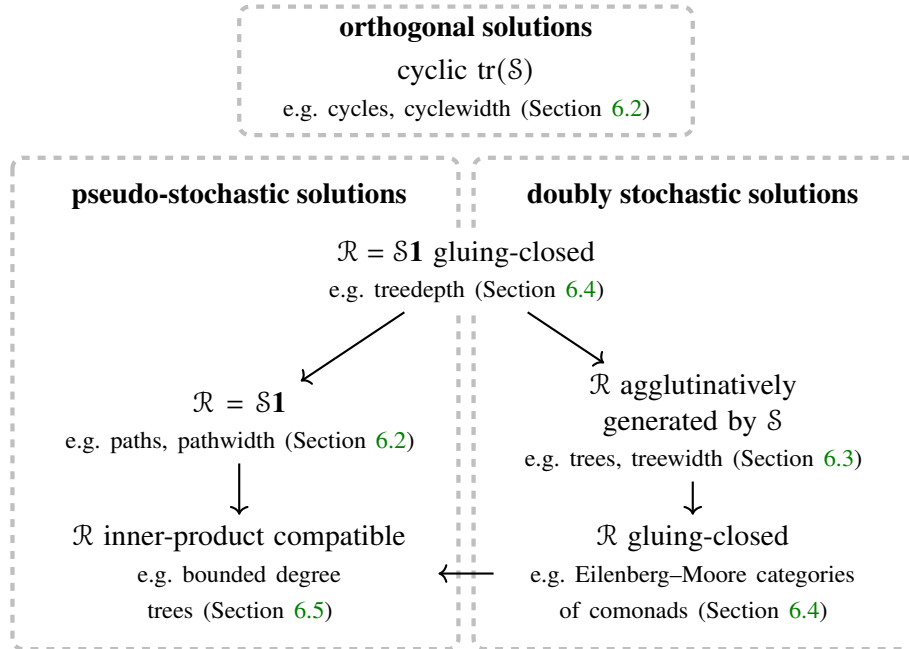 orthogonal solutions
cyclic tr(𝒮)
e.g. cycles, cyclewidth (Section 6.2)
pseudo-stochastic solutions
doubly stochastic solutions
ℛ = 𝒮𝟏 gluing-closed
e.g. treedepth (Section 6.4)
ℛ = 𝒮𝟏
e.g. paths, pathwidth (Section 6.2)
ℛ agglutinatively
generated by 𝒮
e.g. trees, treewidth (Section 6.3)
ℛ inner-product compatible
e.g. bounded degree
trees (Section 6.5)
ℛ gluing-closed
e.g. Eilenberg–Moore categories
of comonads (Section 6.4)